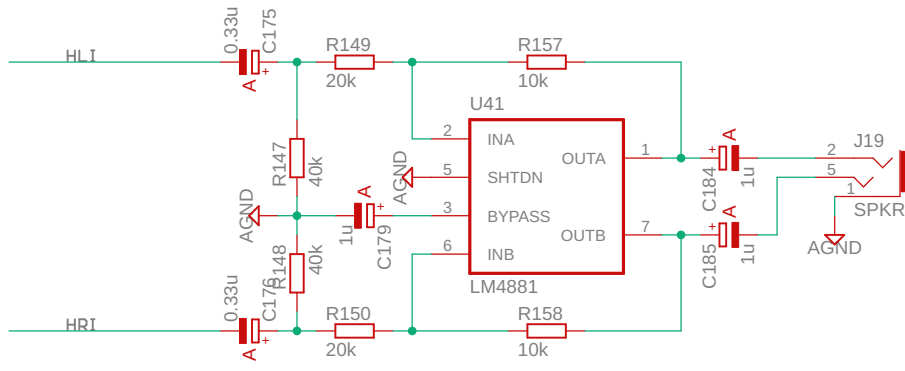 HLI
0.33u
C175
A
+
R149
20k
R157
10k
U41
R147
40k
AGND
2
INA
5
SHTDN
3
BYPASS
6
INB
OUTA
1
OUTB
7
LM4881
AGND
A
+
1u
C179
R148
40k
HRI
0.33u
C176
A
+
R150
20k
R158
10k
A
+
C184
1u
A
+
C185
1u
J19
2
5
1
SPKR
AGND